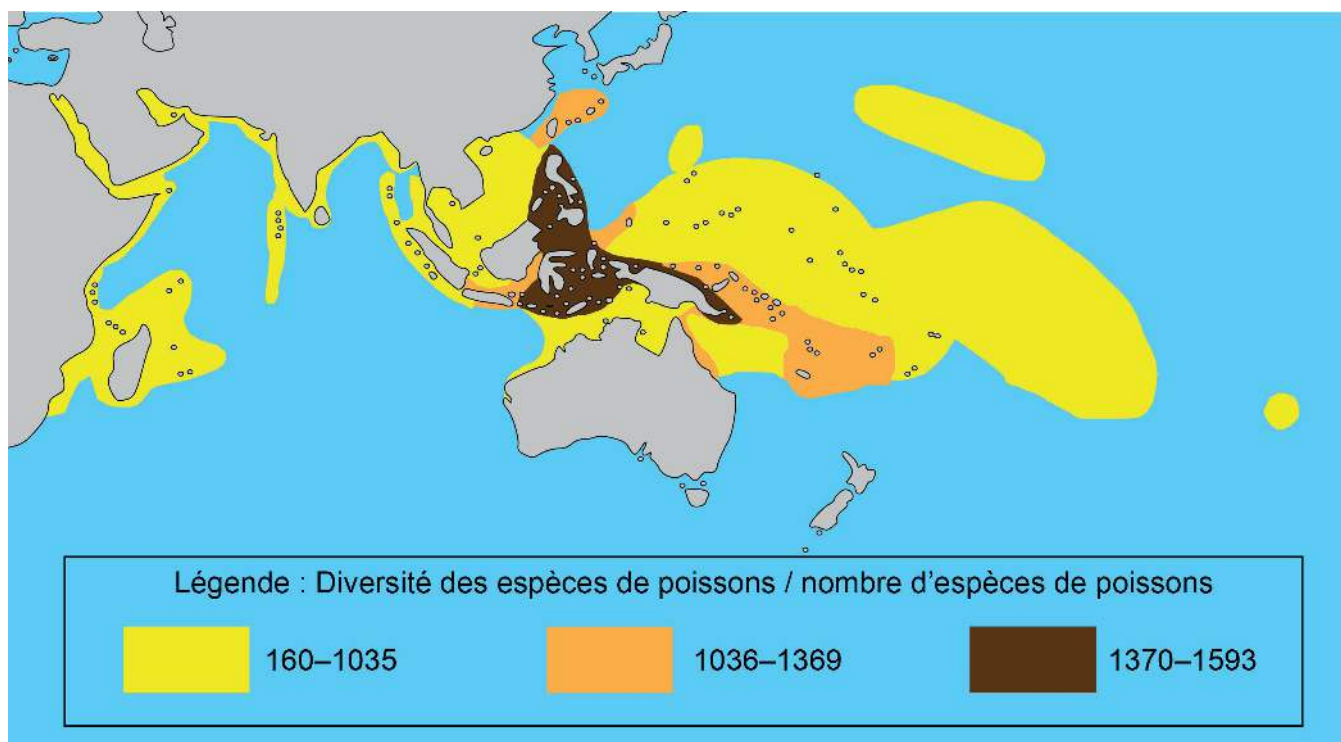 Légende : Diversité des espèces de poissons / nombre d'espèces de poissons
160–1035
1036–1369
1370–1593